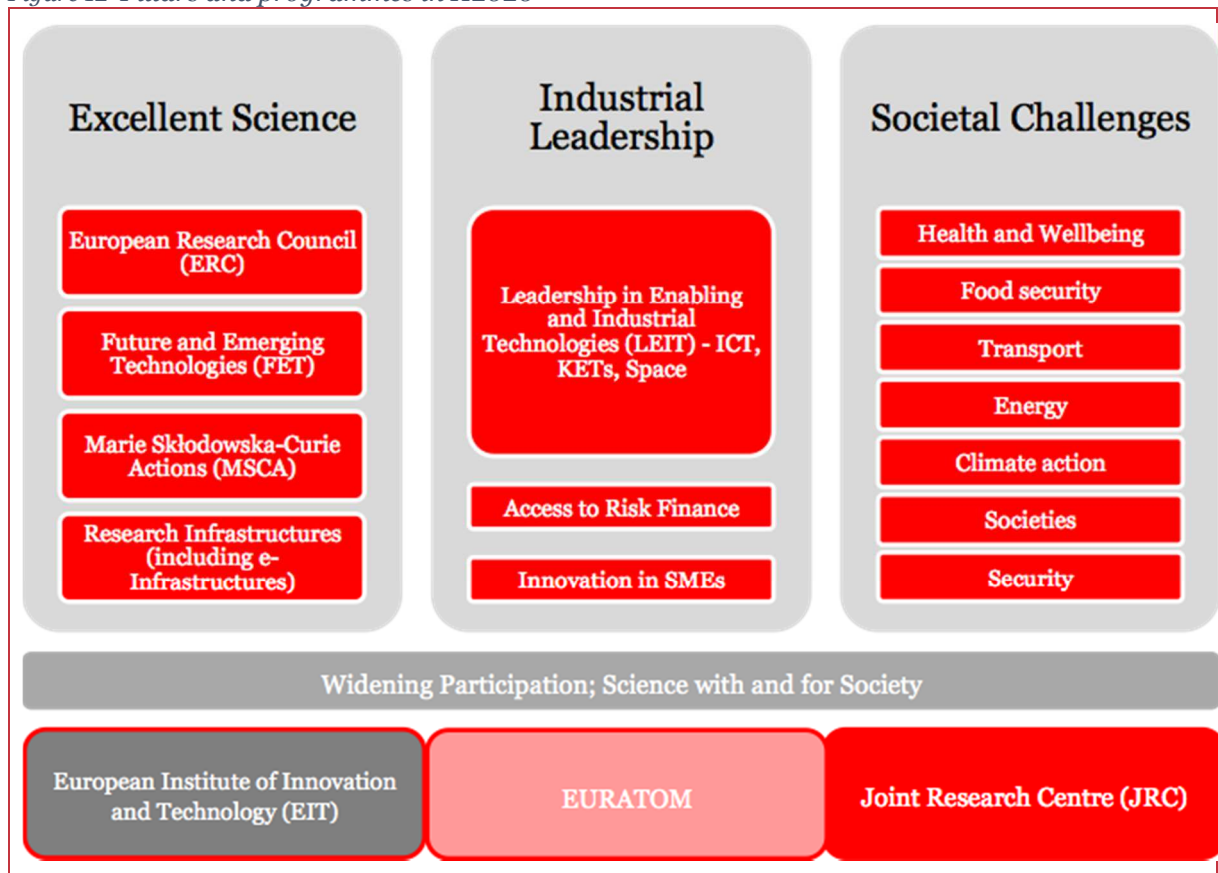 Excellent Science
European Research Council
(ERC)
Future and Emerging
Technologies (FET)
Marie Skłodowska-Curie
Actions (MSCA)
Research Infrastructures
(including e-
Infrastructures)
Industrial
Leadership
Leadership in Enabling
and Industrial
Technologies (LEIT) - ICT,
KETs, Space
Access to Risk Finance
Innovation in SMEs
Societal Challenges
Health and Wellbeing
Food security
Transport
Energy
Climate action
Societies
Security
Widening Participation; Science with and for Society
European Institute of Innovation
and Technology (EIT)
EURATOM
Joint Research Centre (JRC)